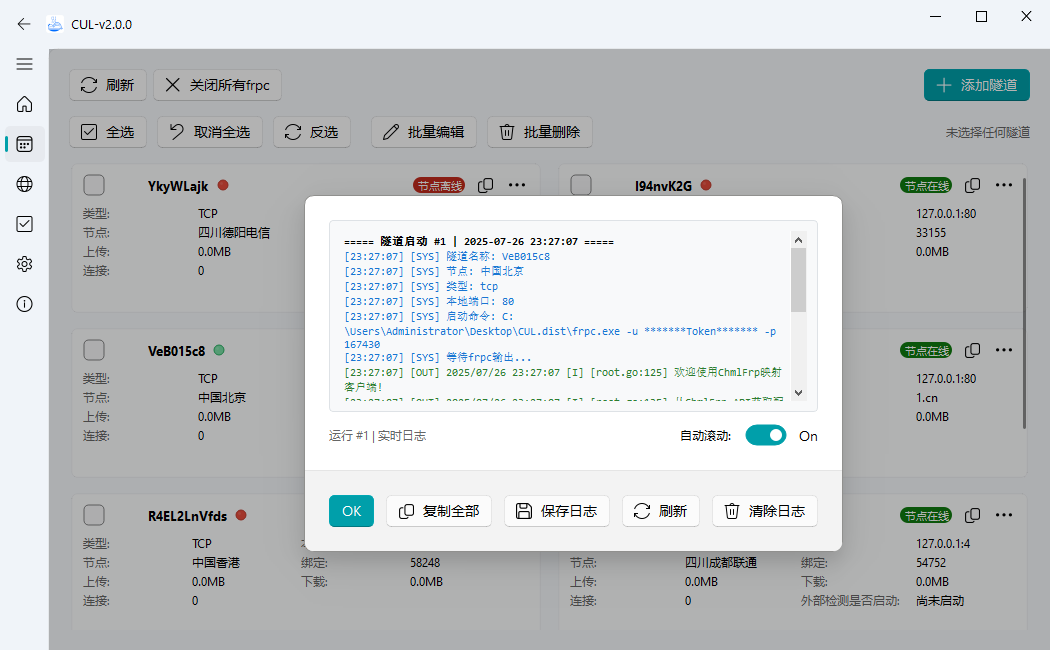 CUL-v2.0.0
刷新
关闭所有frpc
添加隧道
全选
取消全选
反选
批量编辑
批量删除
未选择任何隧道
YkyWLajk
节点离线
类型: TCP
节点: 四川德阳电信
上传: 0.0MB
连接: 0
I94nvK2G
节点在线
127.0.0.1:80
33155
0.0MB
VeB015c8
类型: TCP
节点: 中国北京
上传: 0.0MB
连接: 0
节点在线
127.0.0.1:80
1.cn
0.0MB
R4EL2LnVfds
类型: TCP
节点: 中国香港 绑定: 58248
上传: 0.0MB 下载: 0.0MB
连接: 0
节点在线
127.0.0.1:4
节点: 四川成都联通 绑定: 54752
上传: 0.0MB 下载: 0.0MB
连接: 0 外部检测是否启动: 尚未启动
===== 隧道启动 #1 | 2025-07-26 23:27:07 =====
[23:27:07] [SYS] 隧道名称: VeB015c8
[23:27:07] [SYS] 节点: 中国北京
[23:27:07] [SYS] 类型: tcp
[23:27:07] [SYS] 本地端口: 80
[23:27:07] [SYS] 启动命令: C:
\Users\Administrator\Desktop\CUL.dist\frpc.exe -u *******Token******* -p
167430
[23:27:07] [SYS] 等待frpc输出...
[23:27:07] [OUT] 2025/07/26 23:27:07 [I] [root.go:125] 欢迎使用ChmlFrp映射
客户端!
运行 #1 | 实时日志
自动滚动:
On
OK
复制全部
保存日志
刷新
清除日志